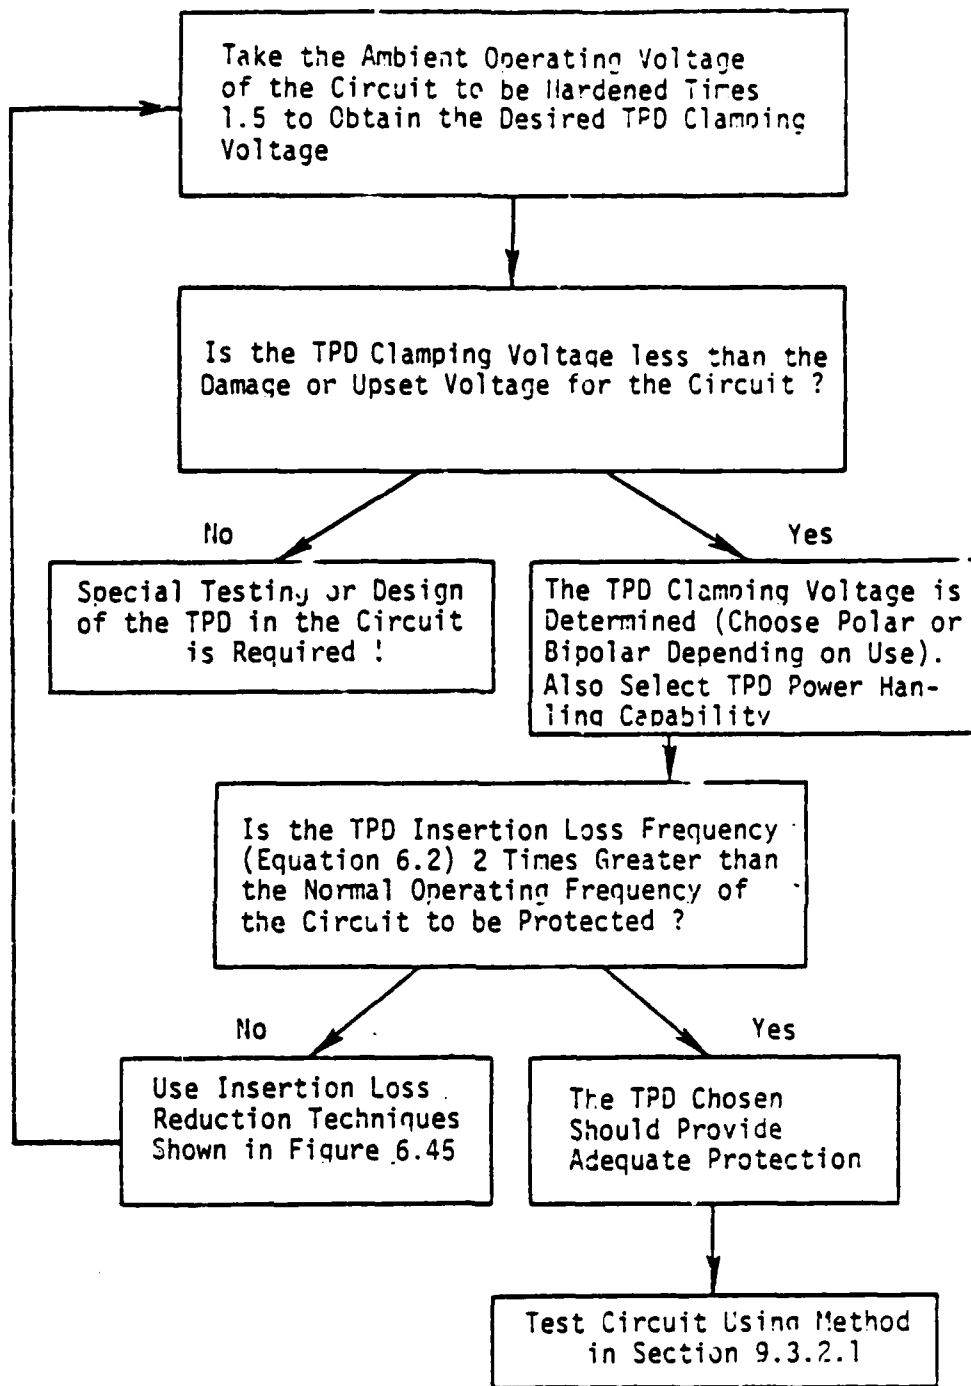 Take the Ambient Operating Voltage
of the Circuit to be Hardened Times
1.5 to Obtain the Desired TPD Clamping
Voltage
Is the TPD Clamping Voltage less than the
Damage or Upset Voltage for the Circuit ?
No
Yes
Special Testing or Design
of the TPD in the Circuit
is Required !
The TPD Clamping Voltage is
Determined (Choose Polar or
Bipolar Depending on Use).
Also Select TPD Power Han-
ling Capability
Is the TPD Insertion Loss Frequency
(Equation 6.2) 2 Times Greater than
the Normal Operating Frequency of
the Circuit to be Protected ?
No
Yes
Use Insertion Loss
Reduction Techniques
Shown in Figure 6.45
The TPD Chosen
Should Provide
Adequate Protection
Test Circuit Using Method
in Section 9.3.2.1